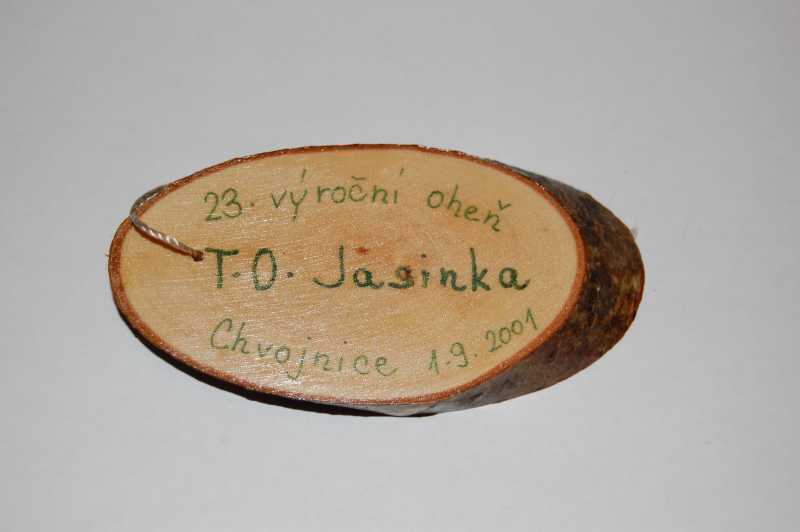 23. výroční oheň
T.O. Jasinka
Chvojnice 1.9.2001